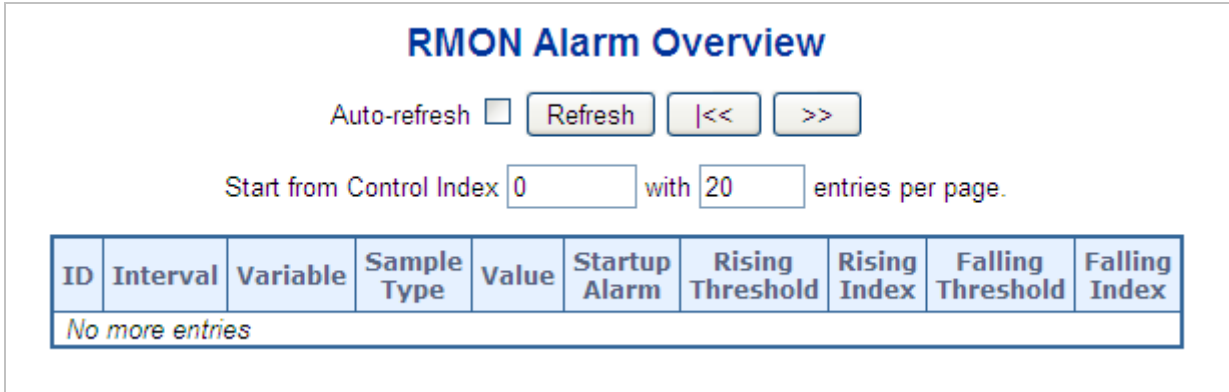 RMON Alarm Overview
Auto-refresh Refresh |<< >>
Start from Control Index 0 with 20 entries per page.
ID Interval Variable Sample Type Value Startup Alarm Rising Threshold Rising Index Falling Threshold Falling Index
No more entries